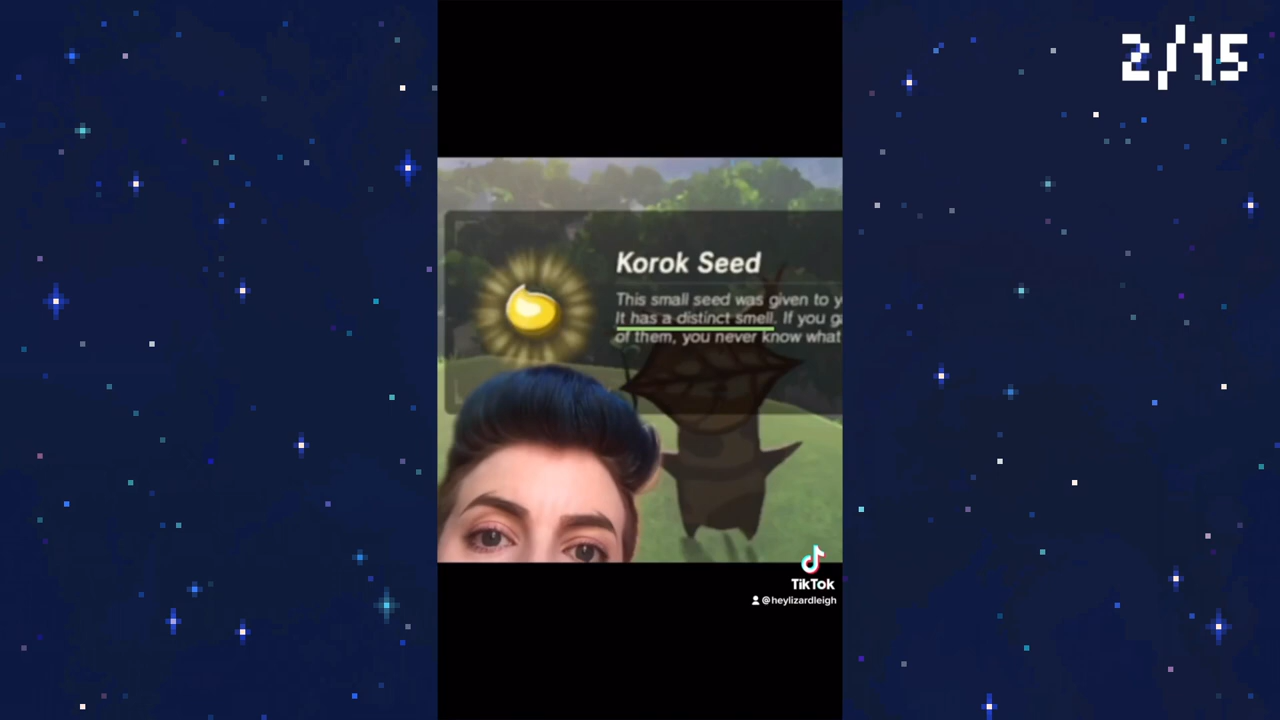 2/15
Korok Seed
This small seed was given to y
It has a distinct smell. If you ga
of them, you never know what
TikTok
@heylizardleigh